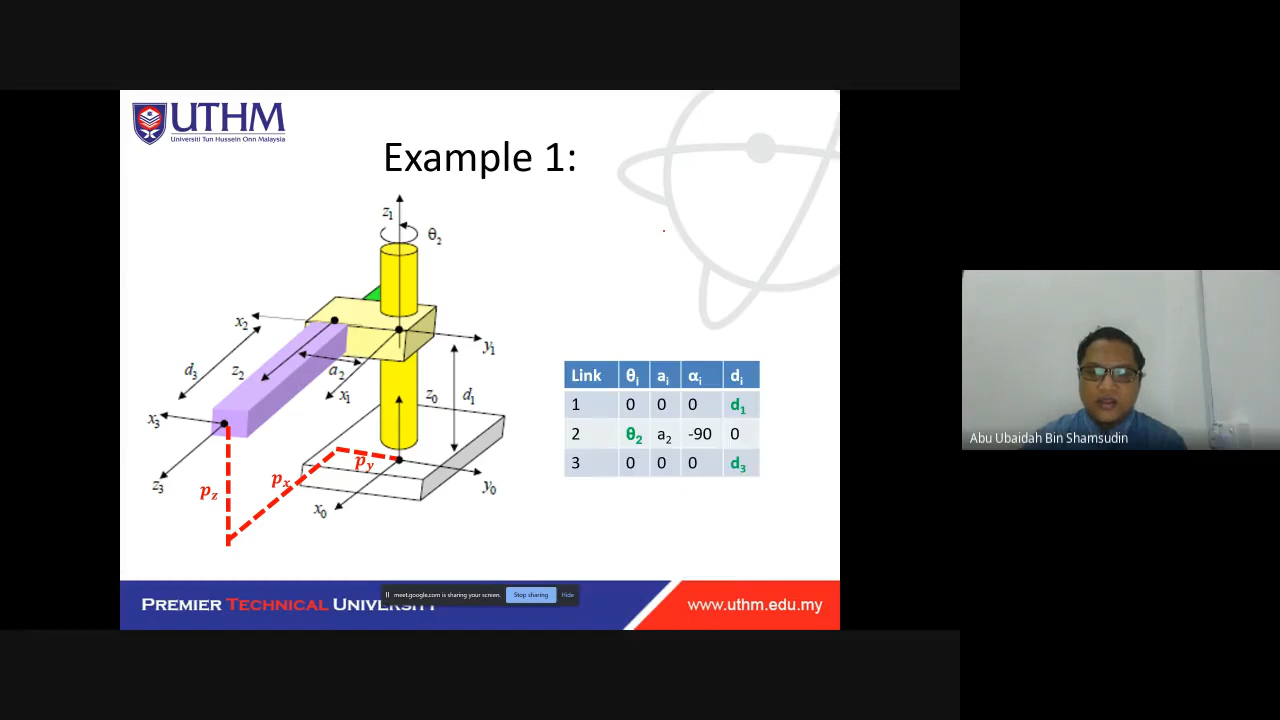 UTHM
Universiti Tun Hussein Onn Malaysia
Example 1:
z1
θ2
x2
y1
d3
z2
a2
x1
z0
d1
x3
z3
py
px
pz
y0
x0
Link θi ai αi di
1 0 0 0 d1
2 θ2 a2 -90 0
3 0 0 0 d3
Abu Ubaidah Bin Shamsudin
meet.google.com is sharing your screen. Stop sharing Hide
PREMIER TECHNICAL UNIVERSITY
www.uthm.edu.my